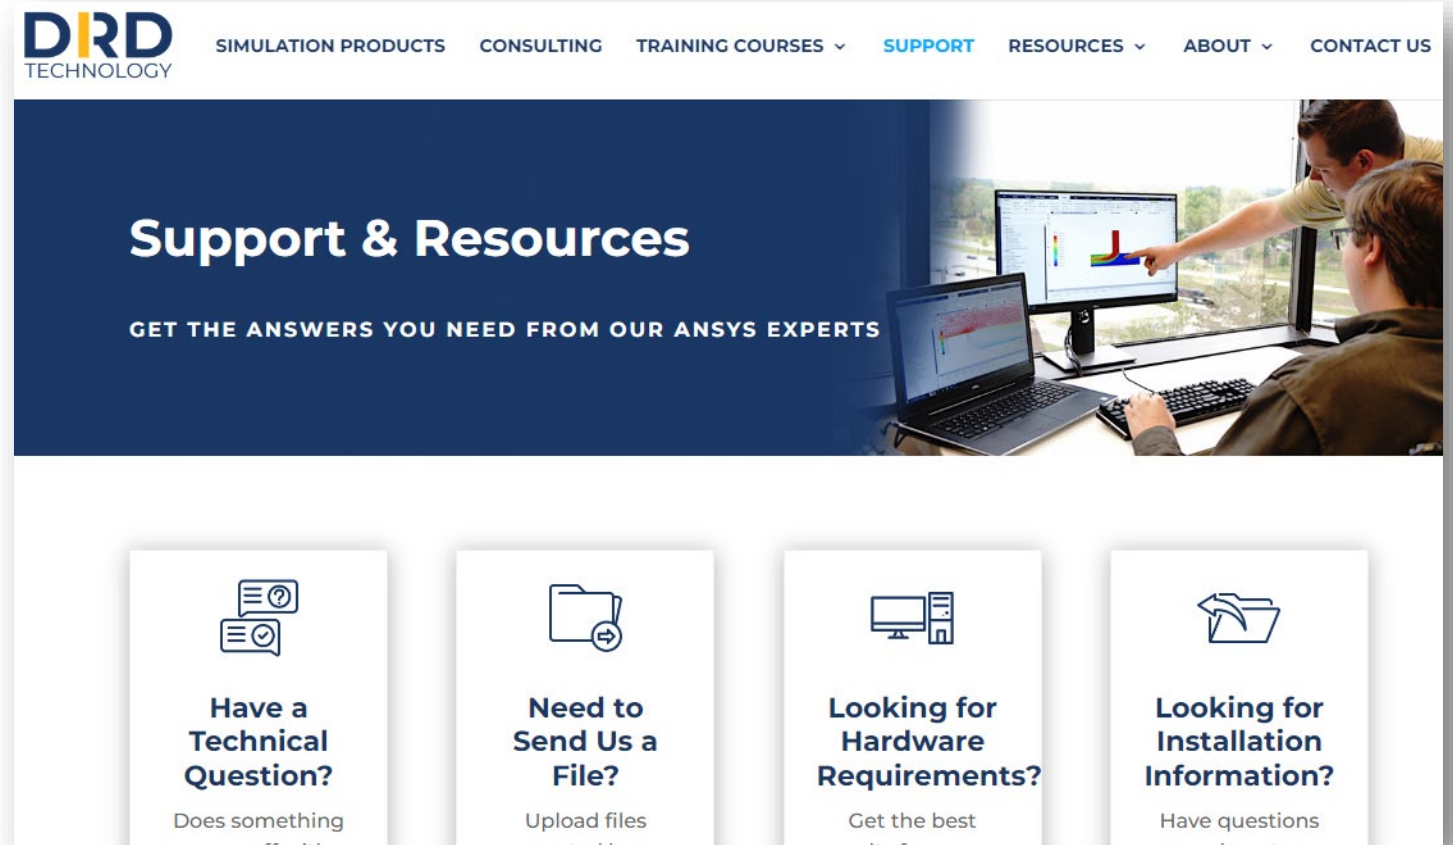 DRD
TECHNOLOGY
SIMULATION PRODUCTS CONSULTING TRAINING COURSES SUPPORT RESOURCES ABOUT CONTACT US
Support & Resources
GET THE ANSWERS YOU NEED FROM OUR ANSYS EXPERTS
Have a
Technical
Question?
Does something
Need to
Send Us a
File?
Upload files
Looking for
Hardware
Requirements?
Get the best
Looking for
Installation
Information?
Have questions